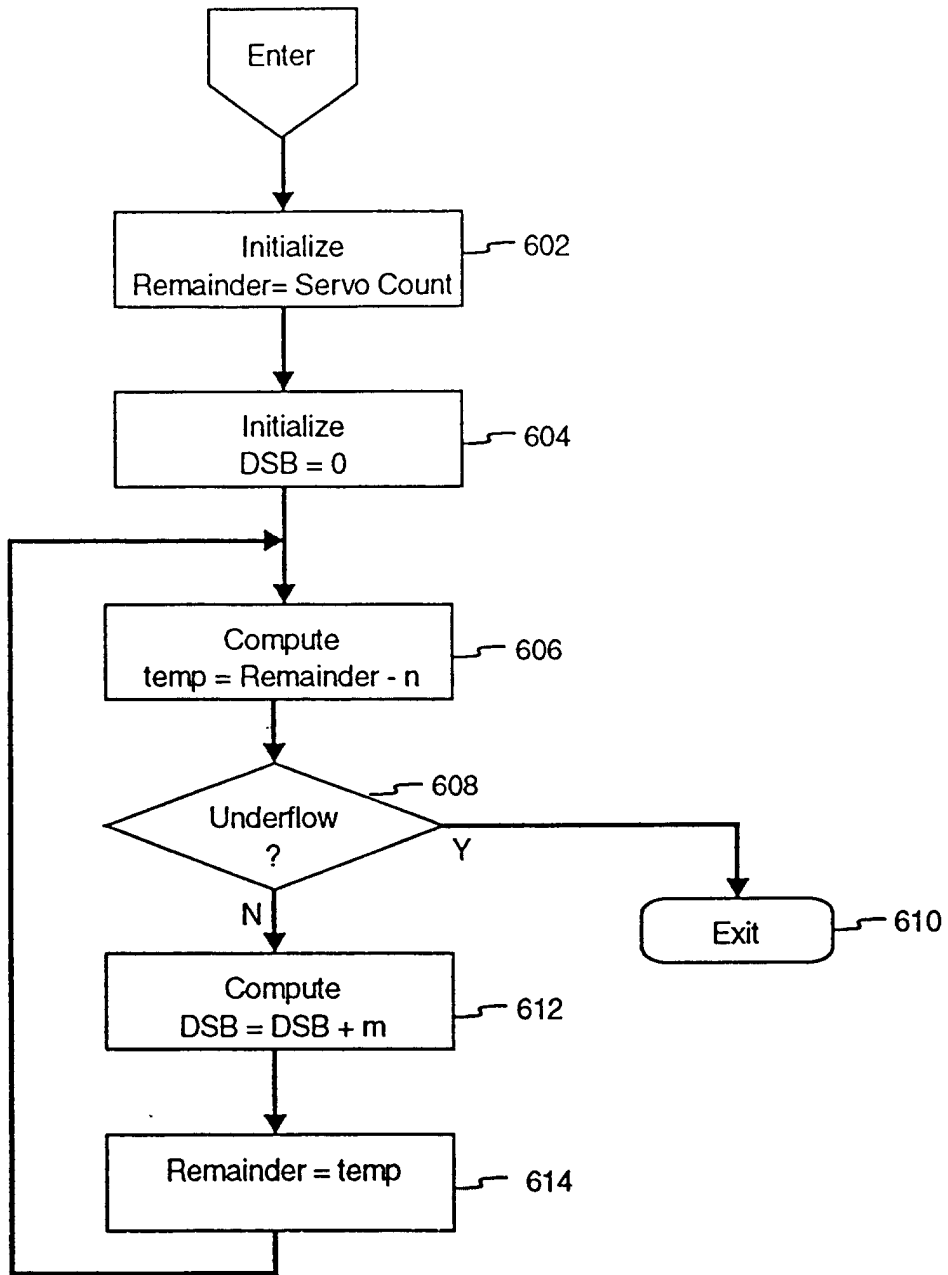 Enter
Initialize
Remainder= Servo Count
602
Initialize
DSB = 0
604
Compute
temp = Remainder - n
606
Underflow
?
608
Y
N
Exit
610
Compute
DSB = DSB + m
612
Remainder = temp
614